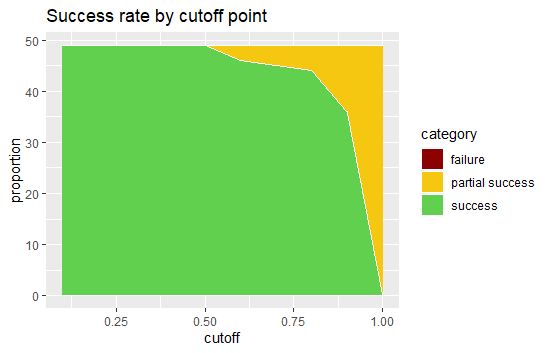 Success rate by cutoff point
50
40
30
20
10
0
proportion
0.25 0.50 0.75 1.00
cutoff
category
failure
partial success
success